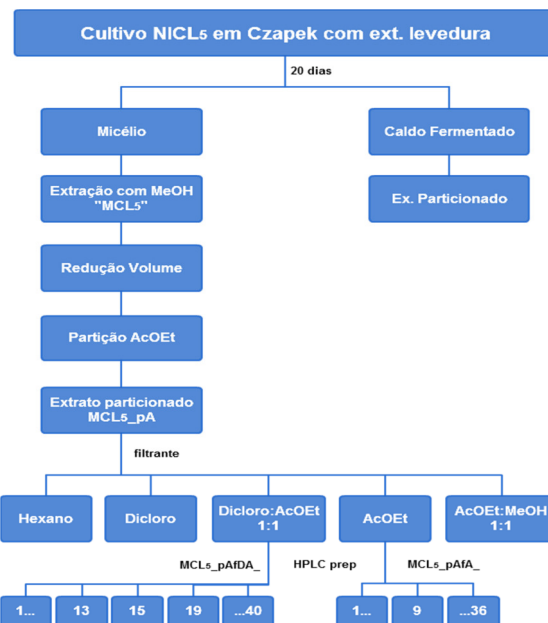 Cultivo NICL5 em Czapek com ext. levedura
20 dias
Micélio
Caldo Fermentado
Extração com MeOH
"MCL5"
Ex. Particionado
Redução Volume
Partição AcOEt
Extrato particionado
MCL5_pA
filtrante
Hexano
Dicloro
Dicloro:AcOEt
1:1
AcOEt
AcOEt:MeOH
1:1
MCL5_pAfDA_
HPLC prep
MCL5_pAfA_
1...
13
15
19
...40
1...
9
...36